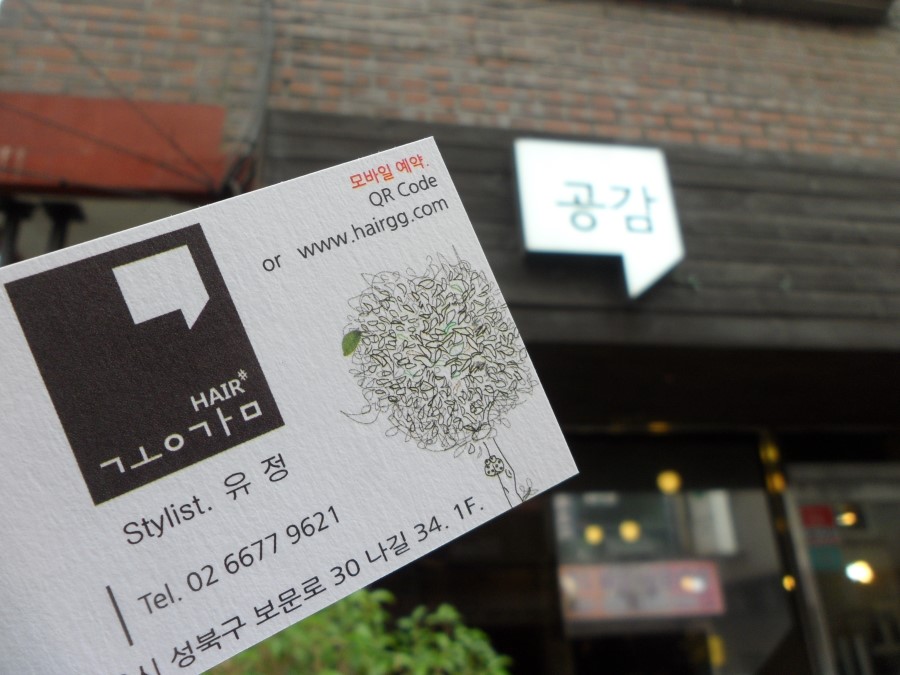 모바일 예약.
QR Code
or www.hairgg.com
HAIR#
ㄱㅗㅇㄱㅏㅁ
Stylist. 유 정
Tel. 02 6677 9621
시 성북구 보문로 30 나길 34. 1F.
공감